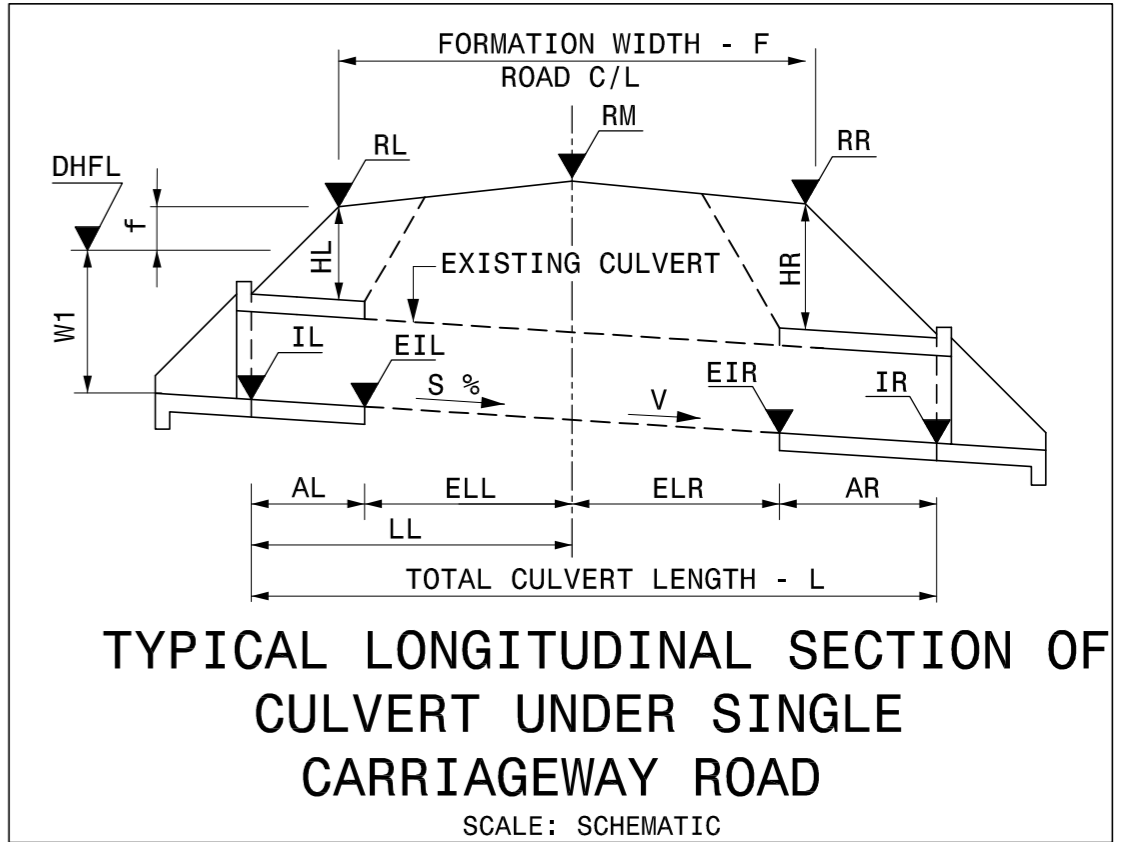 FORMATION WIDTH - F
ROAD C/L
RM
RL
RR
DHFL
f
HL
HR
EXISTING CULVERT
W1
IL
EIL
EIR
IR
S %
V
AL
ELL
ELR
AR
LL
TOTAL CULVERT LENGTH - L
TYPICAL LONGITUDINAL SECTION OF
CULVERT UNDER SINGLE
CARRIAGEWAY ROAD
SCALE: SCHEMATIC